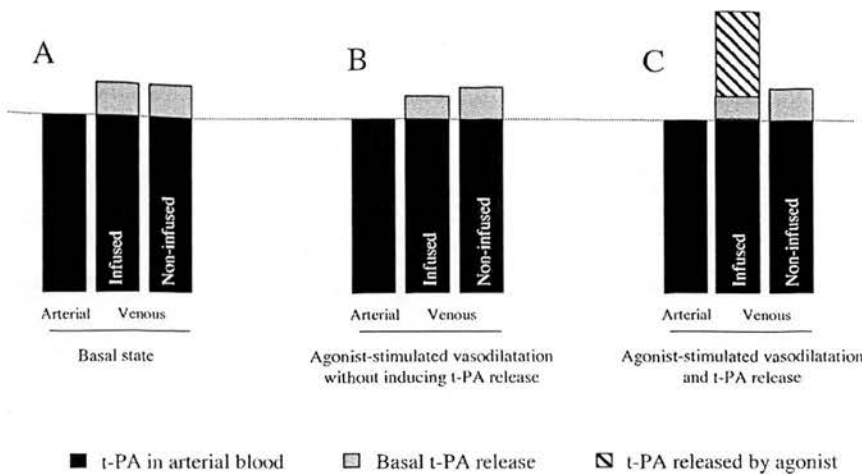 A
B
C
Infused
Non-infused
Infused
Non-infused
Infused
Non-infused
Arterial Venous
Arterial Venous
Arterial Venous
Basal state
Agonist-stimulated vasodilatation
without inducing t-PA release
Agonist-stimulated vasodilatation
and t-PA release
t-PA in arterial blood
Basal t-PA release
t-PA released by agonist